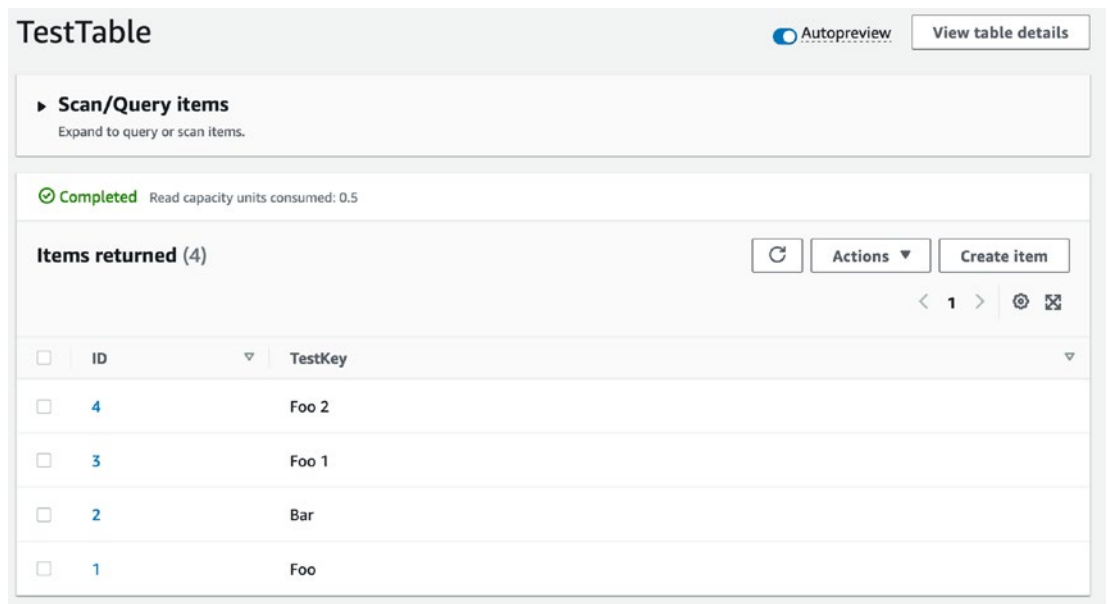 TestTable
Autopreview
View table details
Scan/Query items
Expand to query or scan items.
Completed Read capacity units consumed: 0.5
Items returned (4)
Actions
Create item
1
ID TestKey
4 Foo 2
3 Foo 1
2 Bar
1 Foo